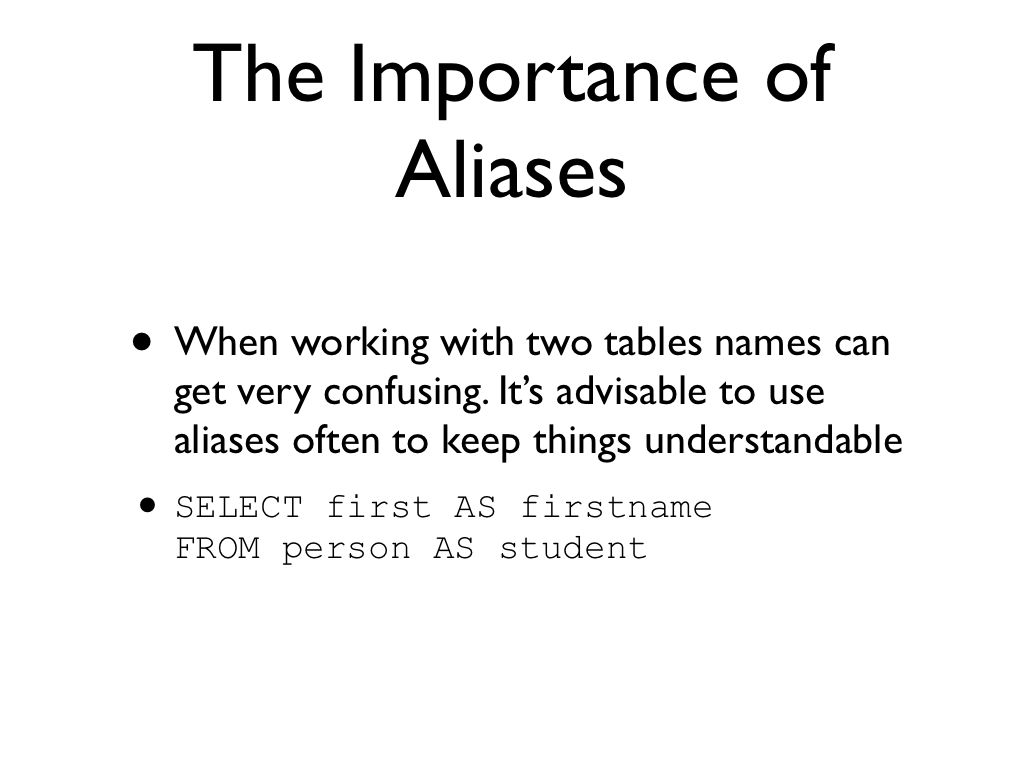 The Importance of
Aliases
• When working with two tables names can
get very confusing. It’s advisable to use
aliases often to keep things understandable
• SELECT first AS firstname
FROM person AS student